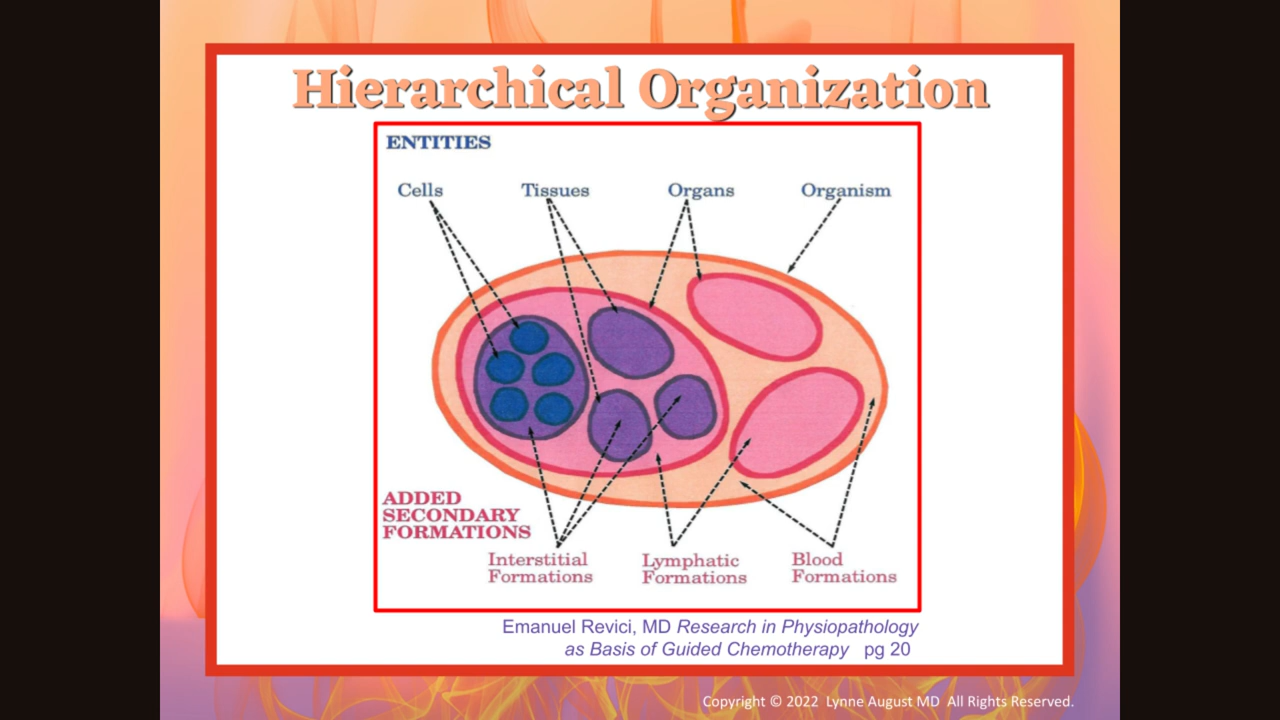 Hierarchical Organization
ENTITIES
Cells Tissues Organs Organism
ADDED
SECONDARY
FORMATIONS
Interstitial
Formations
Lymphatic
Formations
Blood
Formations
Emanuel Revici, MD Research in Physiopathology
as Basis of Guided Chemotherapy pg 20
Copyright © 2022 Lynne August MD All Rights Reserved.